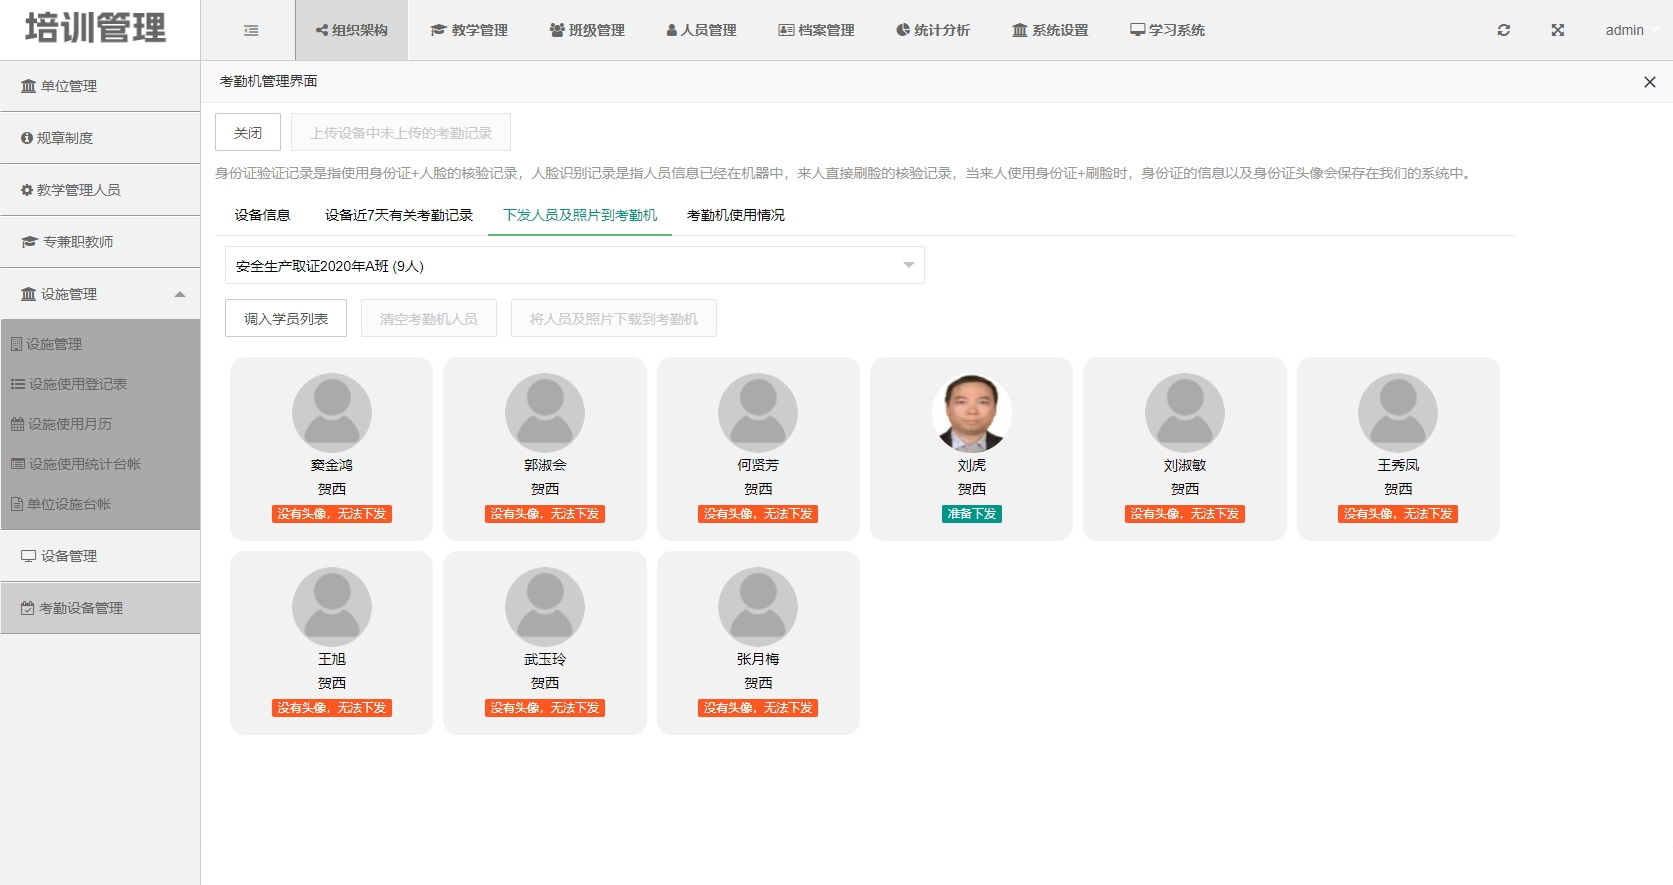 培训管理
组织架构
教学管理
班级管理
人员管理
档案管理
统计分析
系统设置
学习系统
admin
单位管理
规章制度
教学管理人员
专兼职教师
设施管理
设施管理
设施使用登记表
设施使用月历
设施使用统计台帐
单位设施台帐
设备管理
考勤设备管理
考勤机管理界面
关闭
上传设备中未上传的考勤记录
身份证验证记录是指使用身份证+人脸的核验记录，人脸识别记录是指人员信息已经在机器中，来人直接刷脸的核验记录，当来人使用身份证+刷脸时，身份证的信息以及身份证头像会保存在我们的系统中。
设备信息
设备近7天有关考勤记录
下发人员及照片到考勤机
考勤机使用情况
安全生产取证2020年A班 (9人)
调入学员列表
清空考勤机人员
将人员及照片下载到考勤机
窦金鸿
贺西
没有头像，无法下发
郭淑会
贺西
没有头像，无法下发
何贤芳
贺西
没有头像，无法下发
刘虎
贺西
准备下发
刘淑敏
贺西
没有头像，无法下发
王秀凤
贺西
没有头像，无法下发
王旭
贺西
没有头像，无法下发
武玉玲
贺西
没有头像，无法下发
张月梅
贺西
没有头像，无法下发